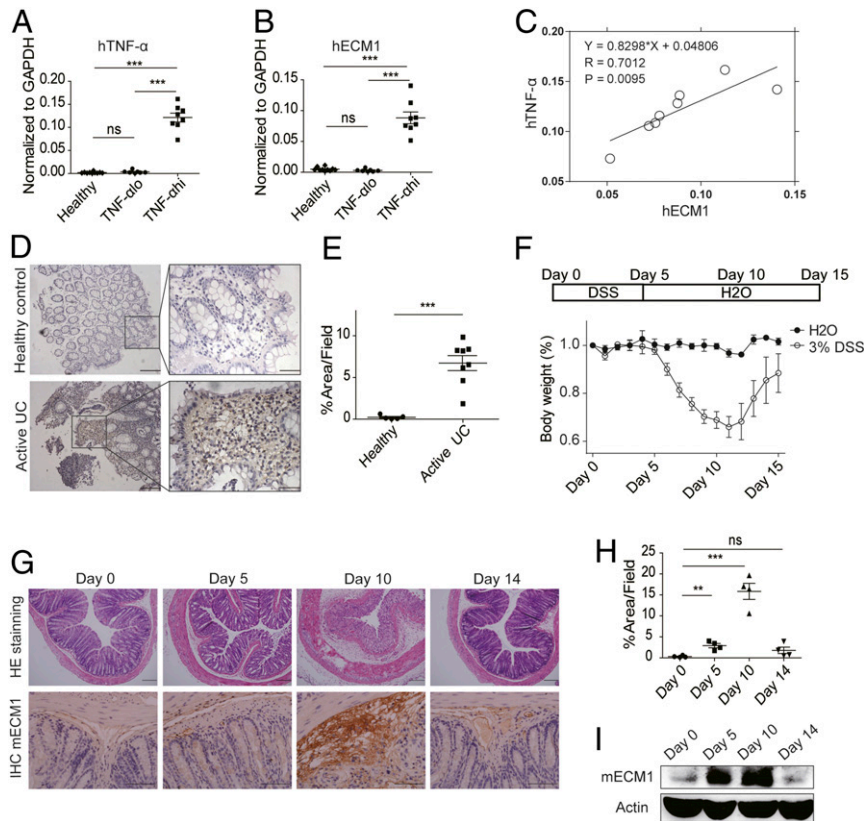 A
hTNF-α
Normalized to GAPDH
***
***
ns
0.20
0.15
0.10
0.05
0.00
Healthy
TNF-αlo
TNF-αhi
B
hECM1
Normalized to GAPDH
***
***
ns
0.20
0.15
0.10
0.05
0.00
Healthy
TNF-αlo
TNF-αhi
C
Y = 0.8298*X + 0.04806
R = 0.7012
P = 0.0095
hTNF-α
0.20
0.15
0.10
0.05
0.05
0.10
0.15
hECM1
D
Healthy control
Active UC
E
***
% Area/Field
15
10
5
0
Healthy
Active UC
F
Day 0
Day 5
Day 10
Day 15
DSS
H2O
H2O
3% DSS
Body weight (%)
1.0
0.8
0.6
Day 0
Day 5
Day 10
Day 15
G
Day 0
Day 5
Day 10
Day 14
HE stainning
IHC mECM1
H
ns
***
**
% Area/Field
25
20
15
10
5
0
Day 0
Day 5
Day 10
Day 14
I
Day 0
Day 5
Day 10
Day 14
mECM1
Actin